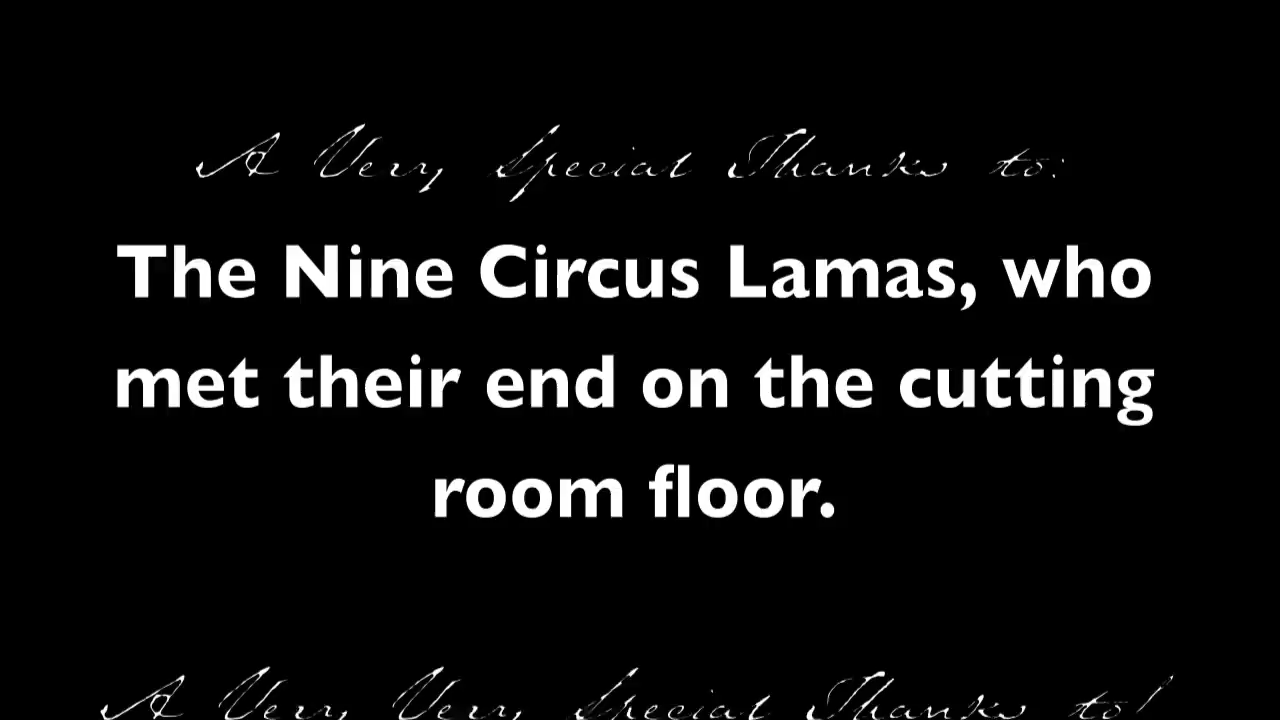 A Very Special Thanks to:
The Nine Circus Lamas, who
met their end on the cutting
room floor.
A Very Very Special Thanks to!